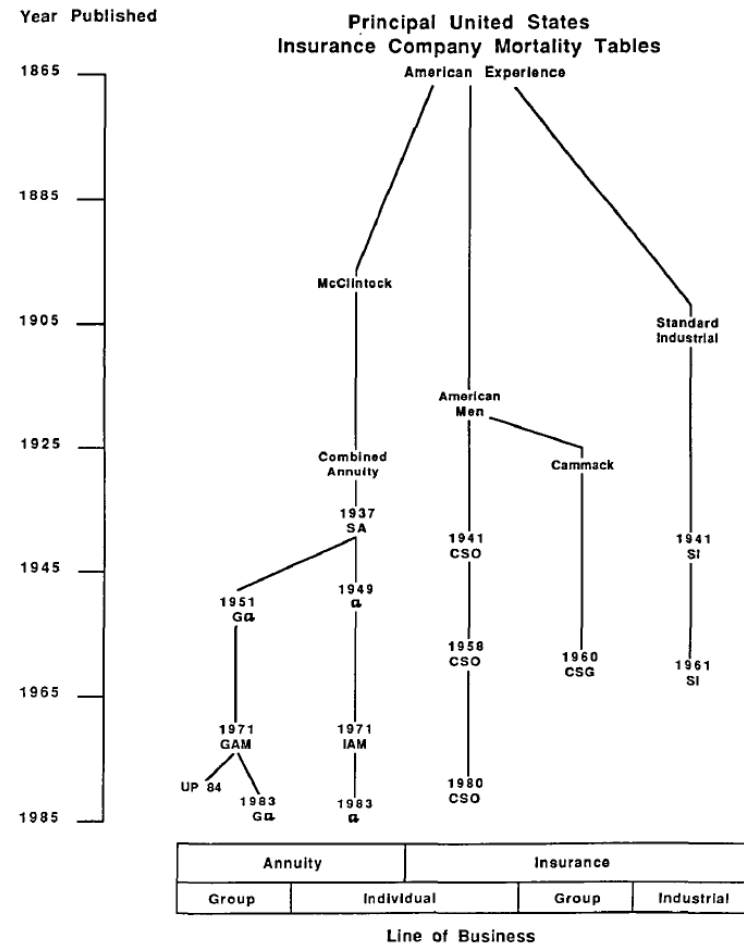 Year Published
Principal United States
Insurance Company Mortality Tables
1865
American Experience
1885
McClintock
1905
Standard
Industrial
American
Men
1925
Combined
Annuity
Cammack
1937
SA
1941
CSO
1941
SI
1945
1951
Ga
1949
a
1958
CSO
1960
CSG
1961
SI
1965
1971
GAM
1971
IAM
UP 84
1983
Ga
1983
a
1980
CSO
1985
Annuity
Insurance
Group
Individual
Group
Industrial
Line of Business